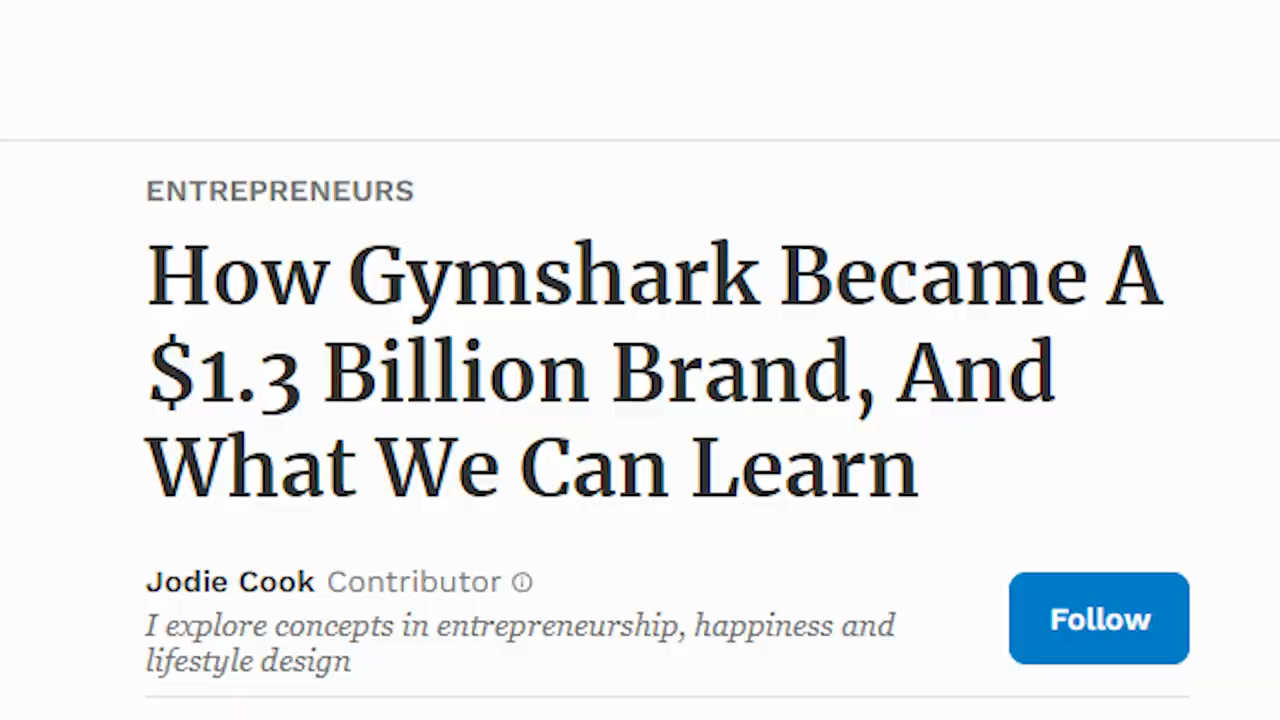 ENTREPRENEURS
How Gymshark Became A
$1.3 Billion Brand, And
What We Can Learn
Jodie Cook Contributor ⓘ
I explore concepts in entrepreneurship, happiness and
lifestyle design
Follow